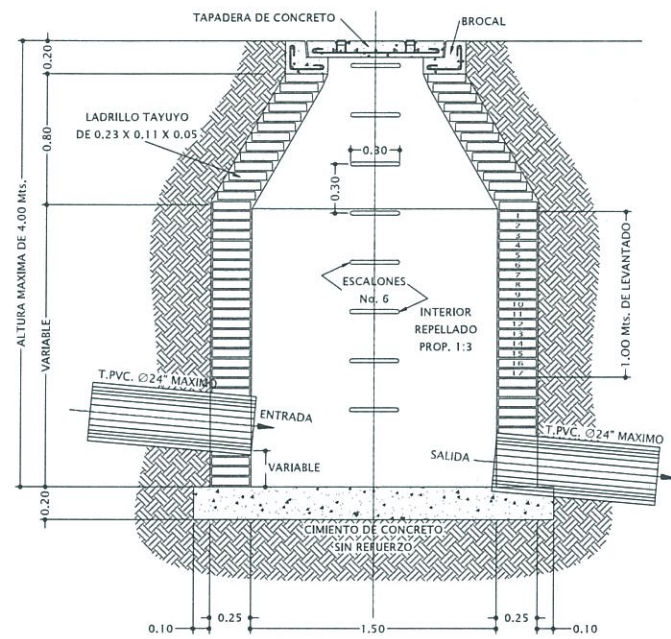 TAPADERA DE CONCRETO
BROCAL
0.20
LADRILLO TAYUYO
DE 0.23 X 0.11 X 0.05
0.80
0.30
0.30
ALTURA MAXIMA DE 4.00 Mts.
VARIABLE
1
2
3
4
5
6
7
8
9
10
11
12
13
14
15
16
17
1.00 Mts. DE LEVANTADO
ESCALONES
No. 6
INTERIOR
REPELLADO
PROP. 1:3
T.PVC. Ø24" MAXIMO
ENTRADA
T.PVC. Ø24" MAXIMO
SALIDA
VARIABLE
0.20
CIMIENTO DE CONCRETO
SIN REFUERZO
0.25
0.25
0.10
1.50
0.10